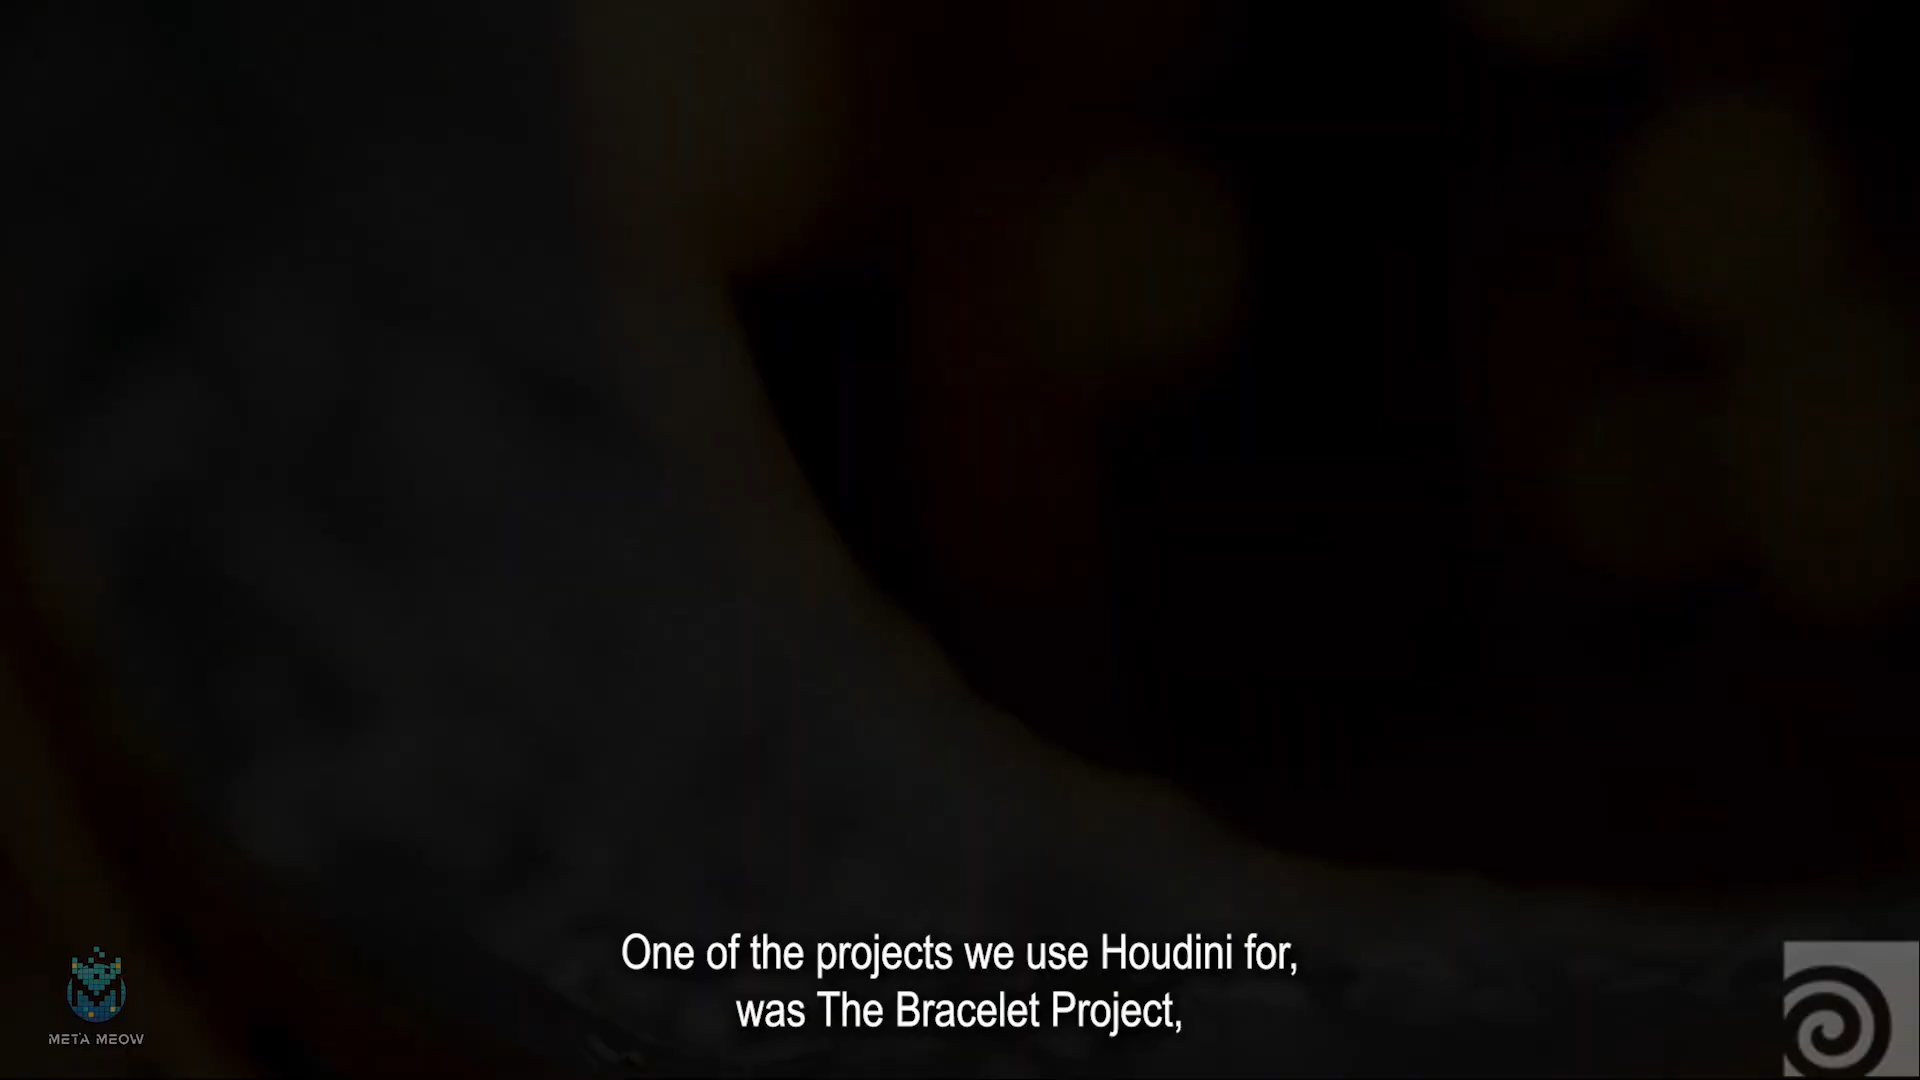 One of the projects we use Houdini for,
was The Bracelet Project,
META MEOW